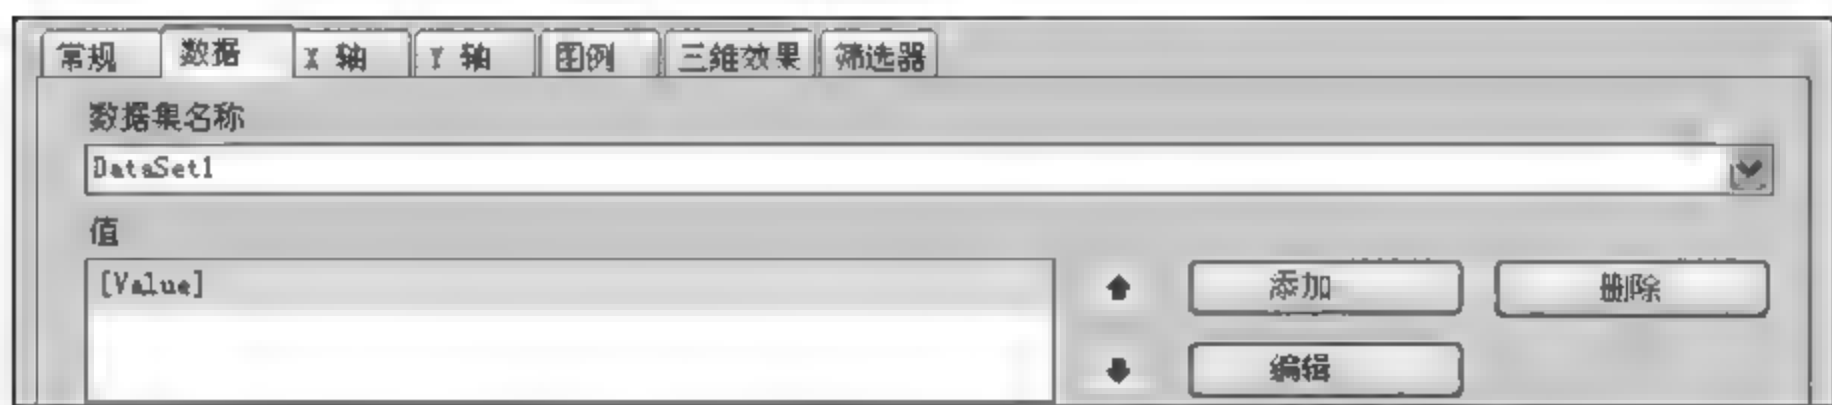 常规 数据 X 轴 Y 轴 图例 三维效果 筛选器
数据集名称
DataSet1
值
[Value] 添加 删除
编辑